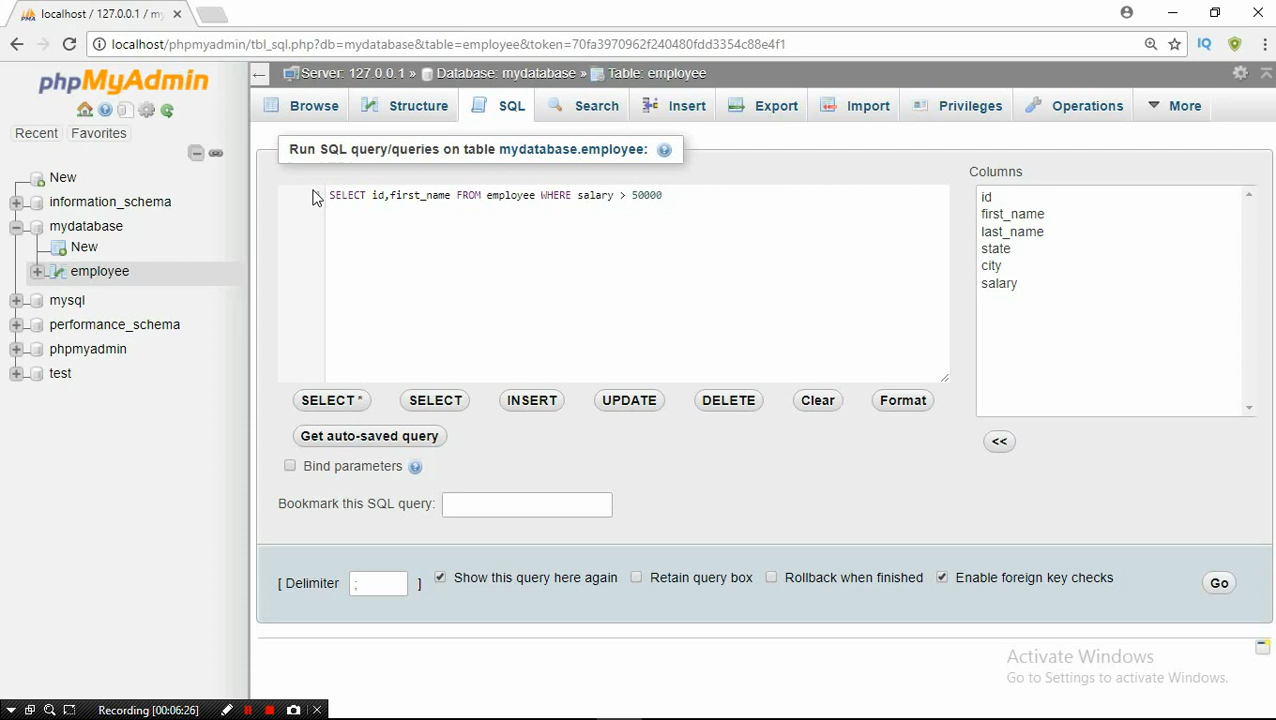 localhost / 127.0.0.1 / my
localhost/phpmyadmin/tbl_sql.php?db=mydatabase&table=employee&token=70fa3970962f240480fdd3354c88e4f1
phpMyAdmin
Recent Favorites
New
information_schema
mydatabase
New
employee
mysql
performance_schema
phpmyadmin
test
Server: 127.0.0.1 » Database: mydatabase » Table: employee
Browse Structure SQL Search Insert Export Import Privileges Operations More
Run SQL query/queries on table mydatabase.employee:
SELECT id,first_name FROM employee WHERE salary > 50000
Columns
id
first_name
last_name
state
city
salary
<<
SELECT * SELECT INSERT UPDATE DELETE Clear Format
Get auto-saved query
Bind parameters
Bookmark this SQL query:
[ Delimiter ; ] Show this query here again Retain query box Rollback when finished Enable foreign key checks Go
Activate Windows
Go to Settings to activate Windows.
Recording [00:06:26]